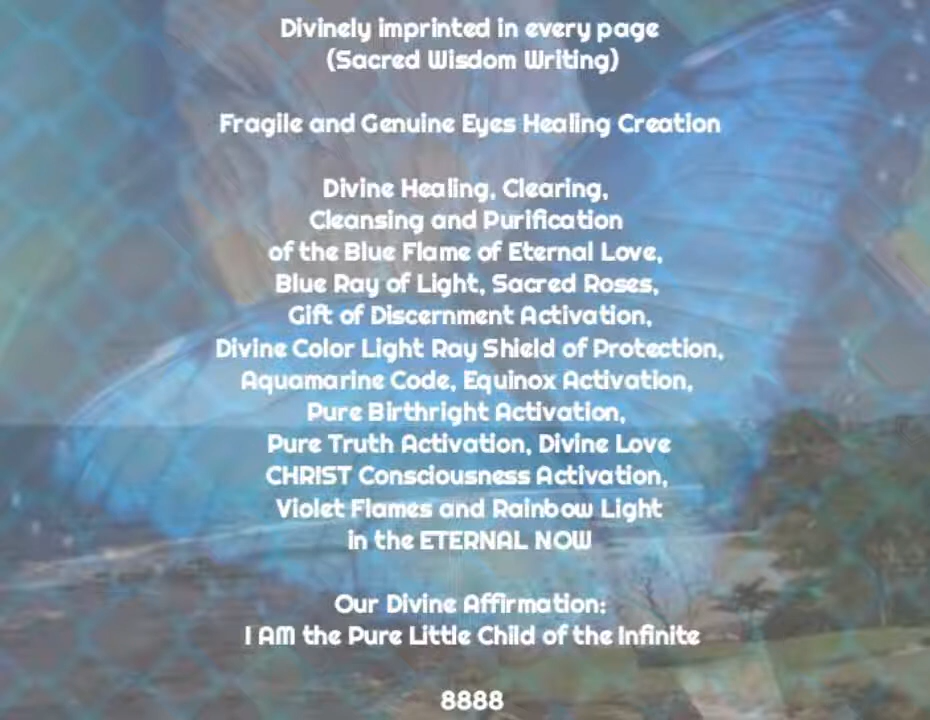 Divinely imprinted in every page
(Sacred Wisdom Writing)
Fragile and Genuine Eyes Healing Creation
Divine Healing, Clearing,
Cleansing and Purification
of the Blue Flame of Eternal Love,
Blue Ray of Light, Sacred Roses,
Gift of Discernment Activation,
Divine Color Light Ray Shield of Protection,
Aquamarine Code, Equinox Activation,
Pure Birthright Activation,
Pure Truth Activation, Divine Love
CHRIST Consciousness Activation,
Violet Flames and Rainbow Light
in the ETERNAL NOW
Our Divine Affirmation:
I AM the Pure Little Child of the Infinite
8888